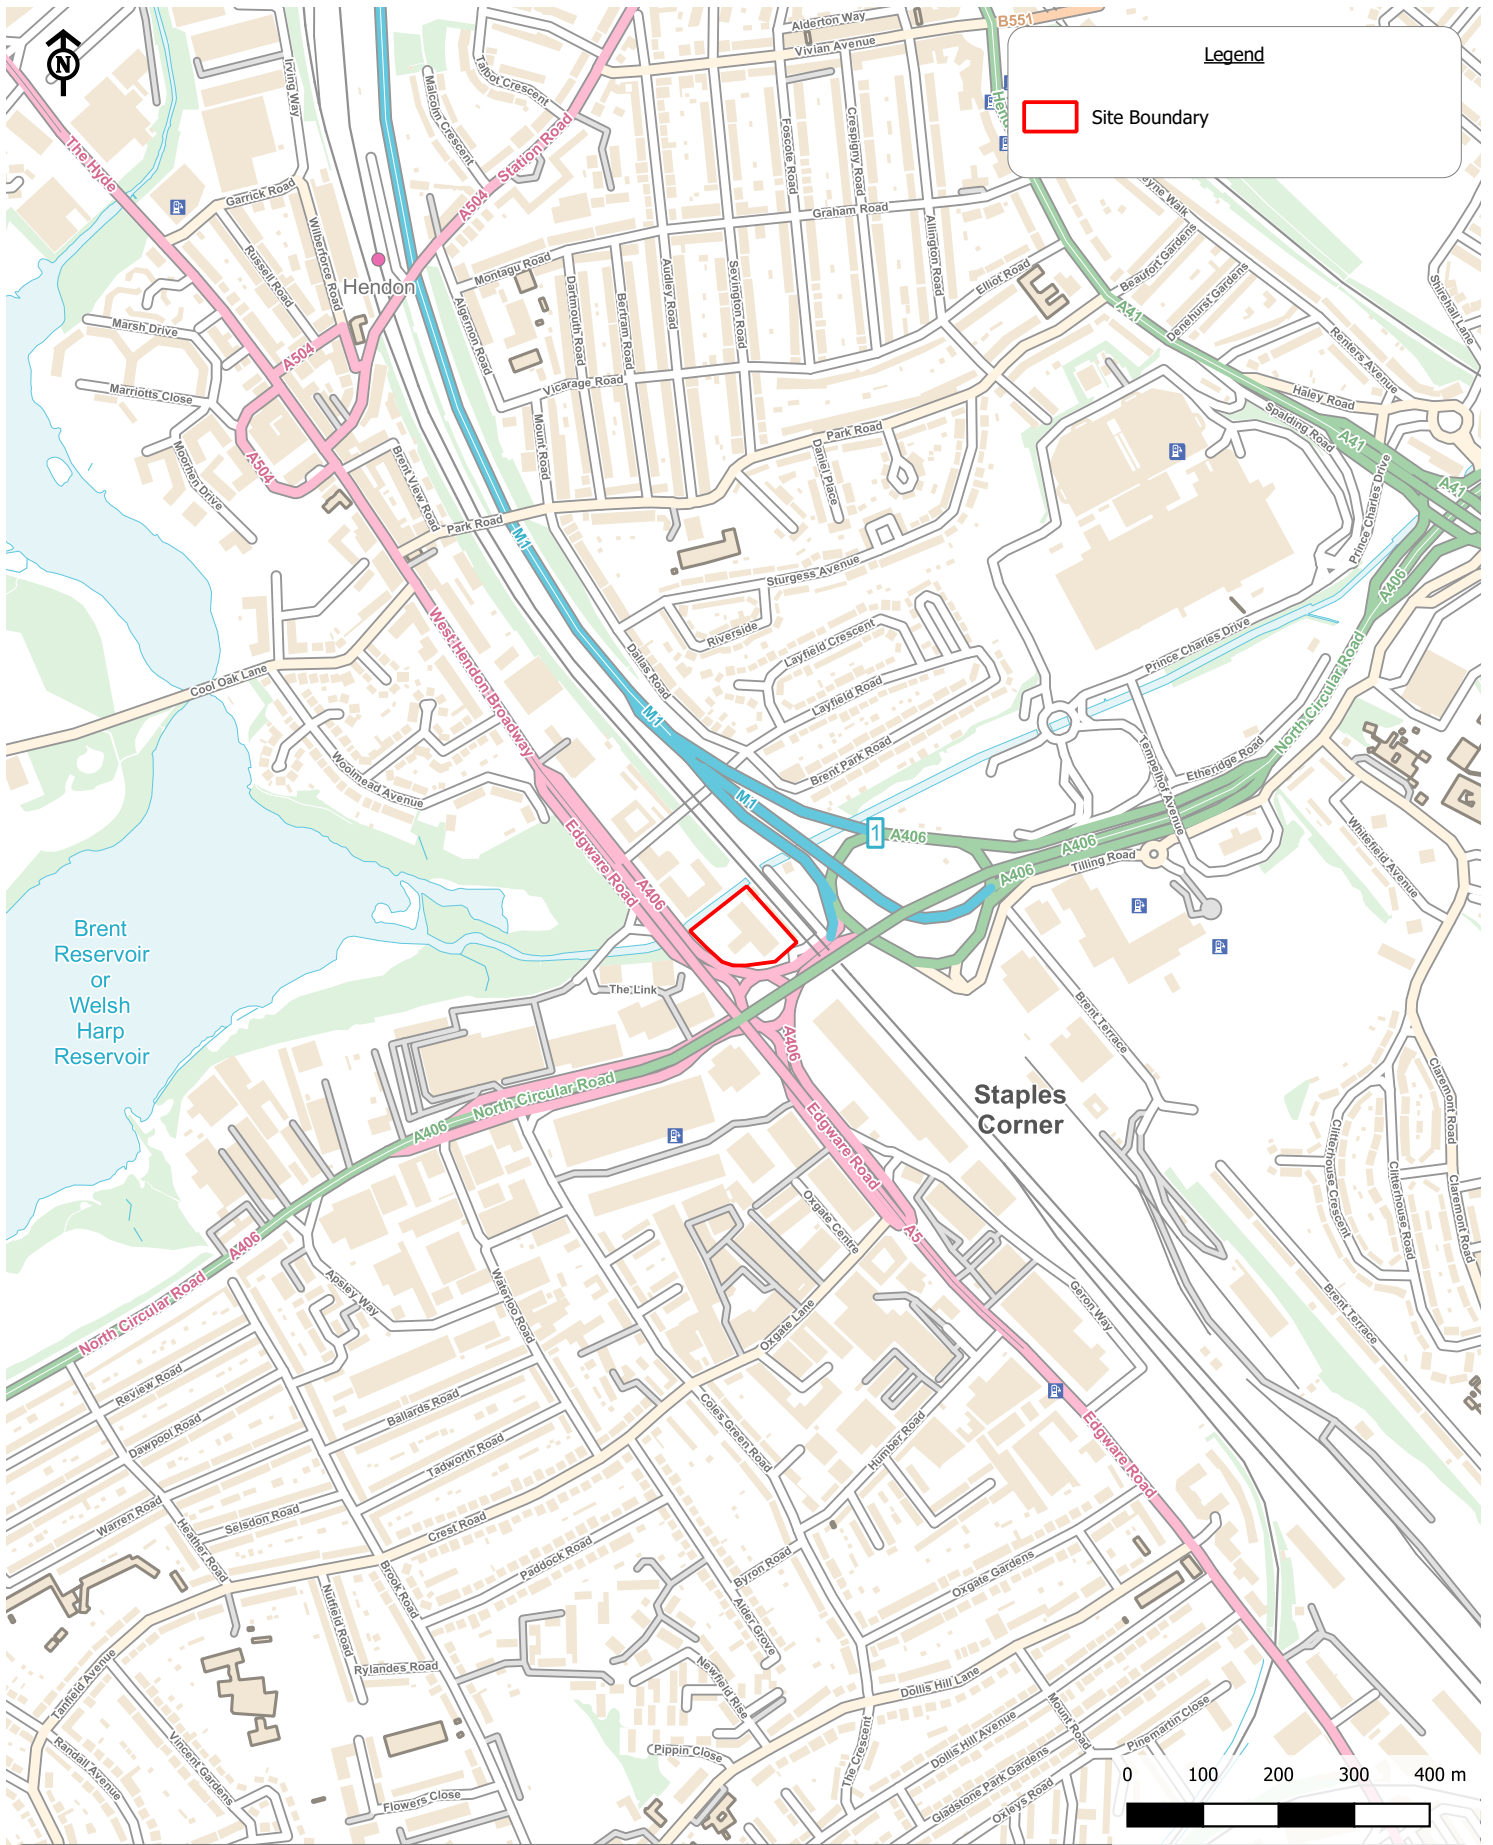 N
Alderton Way
B551
Vivian Avenue
Legend
Site Boundary
Irving Way
Talbot Crescent
Malcolm Crescent
Station Road
A504
The Hyde
Garrick Road
Foscote Road
Crespigny Road
Graham Road
Allington Road
Russell Road
Wilberforce Road
Hendon
Montagu Road
Elliot Road
Beaufort Gardens
Denehurst Gardens
Shirehall Lane
A41
Algernon Road
Dartmouth Road
Bertram Road
Audley Road
Sevington Road
Marsh Drive
A504
Renters Avenue
Marriotts Close
Vicarage Road
Haley Road
Spalding Road
A41
A41
Moorhen Drive
A504
Brent View Road
Mount Road
Park Road
Daniel Place
Prince Charles Drive
Park Road
M1
Sturgess Avenue
A406
West Hendon Broadway
Riverside
Layfield Crescent
Prince Charles Drive
Dallas Road
Cool Oak Lane
Layfield Road
North Circular Road
M1
Woolmead Avenue
Brent Park Road
Tempelhof Avenue
Etheridge Road
M1
1
A406
A406
A406
Tilling Road
Whitefield Avenue
Edgware Road
A406
Brent
Reservoir
or
Welsh
Harp
Reservoir
The Link
Brent Terrace
A406
Staples
Corner
North Circular Road
A406
Edgware Road
Claremont Road
Clitterhouse Crescent
Clitterhouse Road
Claremont Road
Oxgate Centre
A5
A406
North Circular Road
Apsley Way
Waterloo Road
Geron Way
Brent Terrace
Oxgate Lane
Review Road
Ballards Road
Coles Green Road
Dawpool Road
Tadworth Road
Humber Road
Edgware Road
Warren Road
Selsdon Road
Heather Road
Crest Road
Paddock Road
Byron Road
Oxgate Gardens
Brook Road
Nutfield Road
Alder Grove
Rylandes Road
Newfield Rise
Tanfield Avenue
Dollis Hill Lane
Mount Road
Pinemartin Close
Vincent Gardens
Randall Avenue
Pippin Close
The Crescent
Dollis Hill Avenue
Gladstone Park Gardens
Oxleys Road
Flowers Close
0 100 200 300 400 m